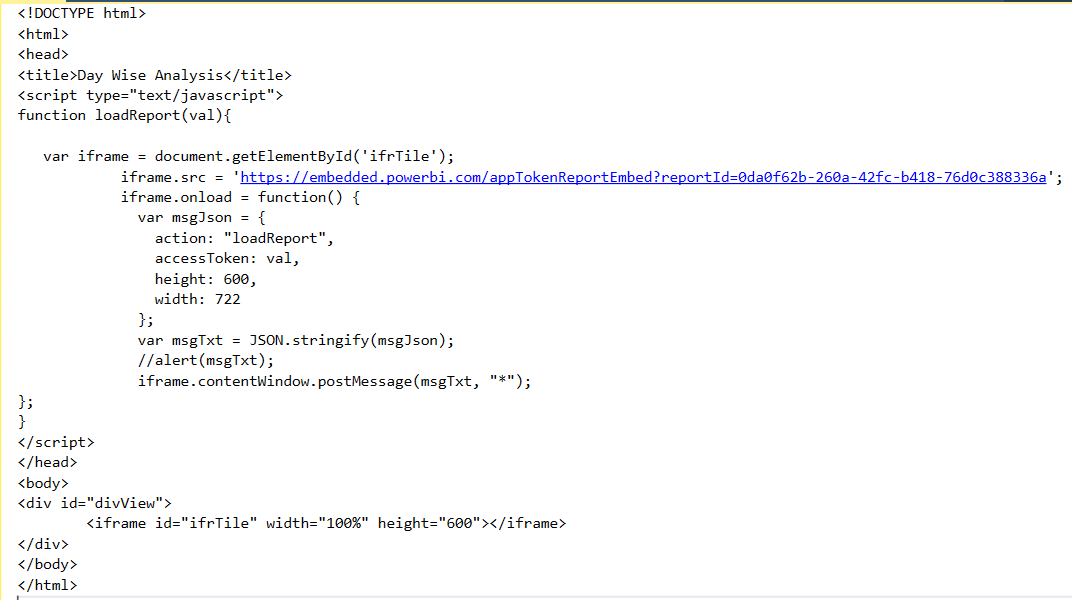 <!DOCTYPE html>
<html>
<head>
<title>Day Wise Analysis</title>
<script type="text/javascript">
function loadReport(val){
var iframe = document.getElementById('ifrTile');
iframe.src = 'https://embedded.powerbi.com/appTokenReportEmbed?reportId=0da0f62b-260a-42fc-b418-76d0c388336a';
iframe.onload = function() {
var msgJson = {
action: "loadReport",
accessToken: val,
height: 600,
width: 722
};
var msgTxt = JSON.stringify(msgJson);
//alert(msgTxt);
iframe.contentWindow.postMessage(msgTxt, "*");
};
}
</script>
</head>
<body>
<div id="divView">
<iframe id="ifrTile" width="100%" height="600"></iframe>
</div>
</body>
</html>